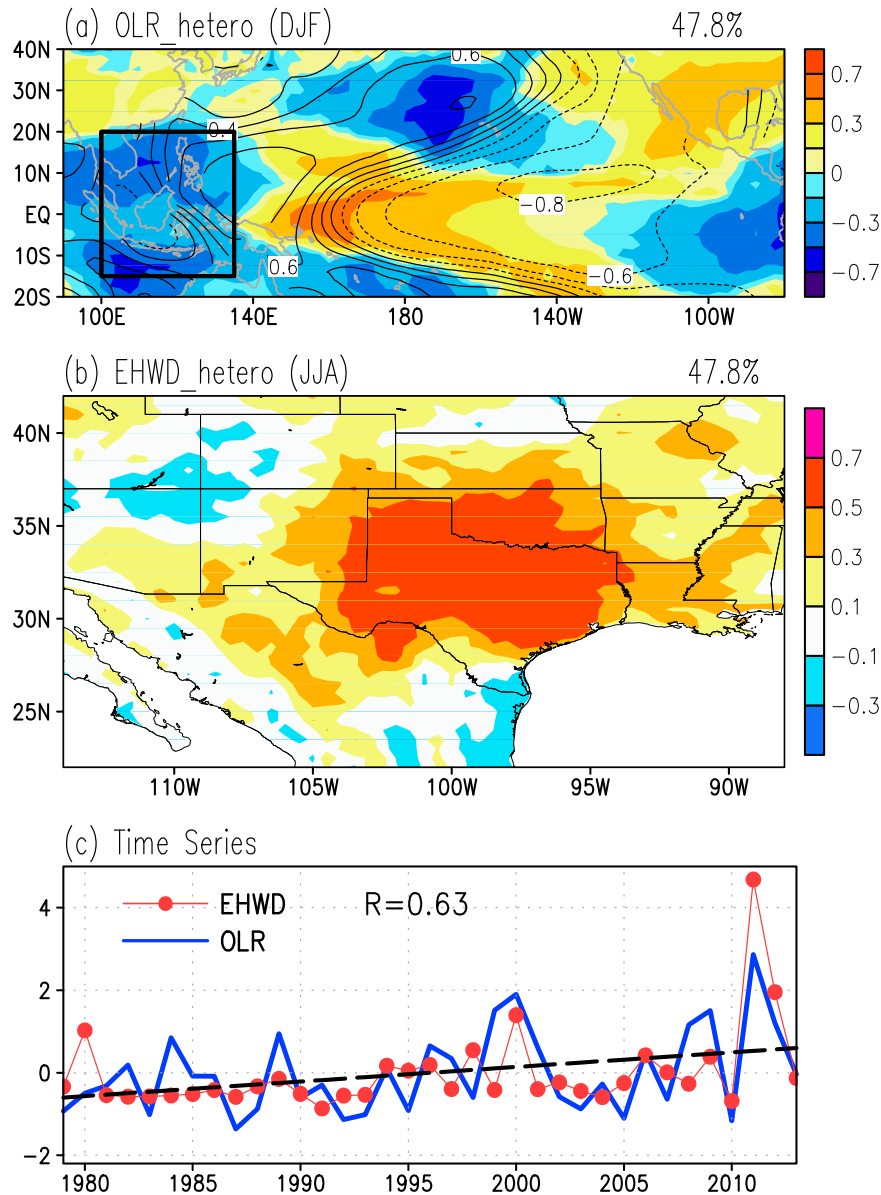 (a) OLR_hetero (DJF) 47.8%
40N
30N
20N
10N
EQ
10S
20S
100E 140E 180 140W 100W
0.6
0.4
−0.8
0.6
−0.6
0.7
0.3
0
−0.3
−0.7
(b) EHWD_hetero (JJA) 47.8%
40N
35N
30N
25N
110W 105W 100W 95W 90W
0.7
0.5
0.3
0.1
−0.1
−0.3
(c) Time Series
EHWD R=0.63
OLR
4
2
0
−2
1980 1985 1990 1995 2000 2005 2010